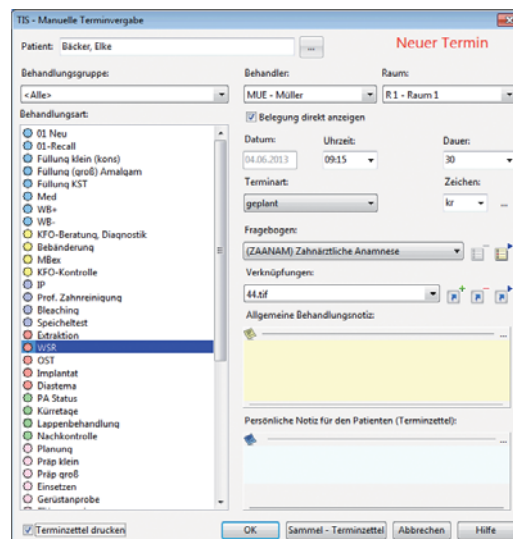 TIS - Manuelle Terminvergabe
Patient: Bäcker, Elke ... Neuer Termin
Behandlungsgruppe: Behandler: Raum:
<Alle> MUE - Müller R1 - Raum 1
Behandlungsart: Belegung direkt anzeigen
01 Neu
01-Recall
Füllung klein (kons)
Füllung (groß) Amalgam
Füllung KST
Med
WB+
WB-
KFO-Beratung, Diagnostik
Bebänderung
MBex
KFO-Kontrolle
IP
Prof. Zahnreinigung
Bleaching
Speicheltest
Extraktion
WSR
OST
Implantat
Diastema
PA Status
Kürretage
Lappenbehandlung
Nachkontrolle
Planung
Präp klein
Präp groß
Einsetzen
Gerüstanprobe
Datum: Uhrzeit: Dauer:
04.06.2013 09:15 30
Terminart: Zeichen:
geplant kr ...
Fragebogen:
(ZAANAM) Zahnärztliche Anamnese
Verknüpfungen:
44.tif
Allgemeine Behandlungsnotiz:
...
Persönliche Notiz für den Patienten (Terminzettel):
...
Terminzettel drucken OK Sammel - Terminzettel Abbrechen Hilfe